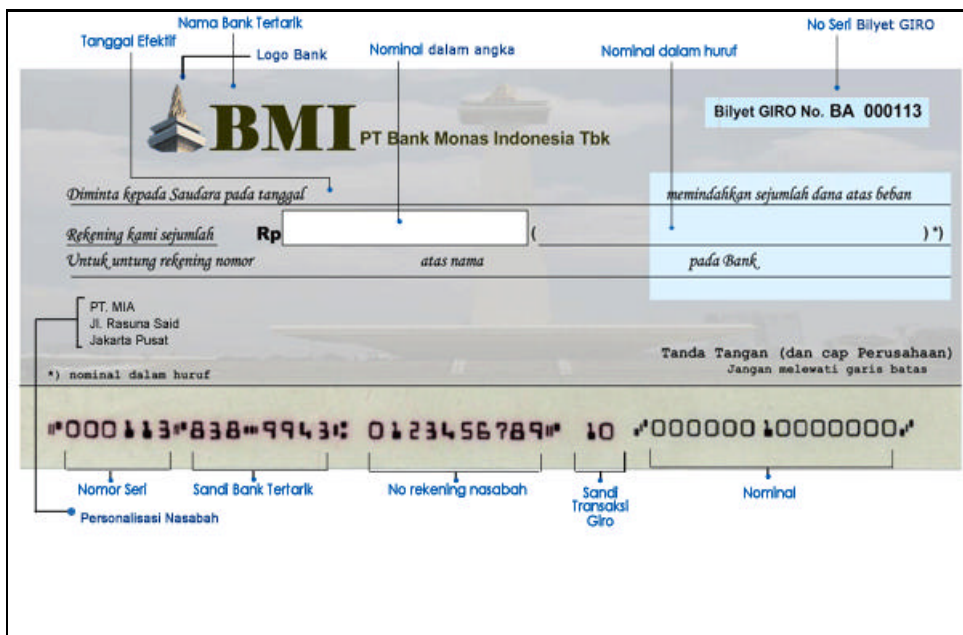 Nama Bank Tertarik
No Seri Bilyet GIRO
Tanggal Efektif
Logo Bank
Nominal dalam angka
Nominal dalam huruf
Bilyet GIRO No. BA 000113
BMI PT Bank Monas Indonesia Tbk
Diminta kepada Saudara pada tanggal memindahkan sejumlah dana atas beban
Rekening kami sejumlah Rp ( ) *)
Untuk untung rekening nomor atas nama pada Bank
PT. MIA
Jl. Rasuna Said
Jakarta Pusat
Tanda Tangan (dan cap Perusahaan)
Jangan melewati garis batas
*) nominal dalam huruf
⑈000113⑈838⑉9943⑆ 0123456789⑈ 10 ⑇00000010000000⑇
Nomor Seri
Sandi Bank Tertarik
No rekening nasabah
Sandi
Transaksi
Giro
Nominal
Personalisasi Nasabah